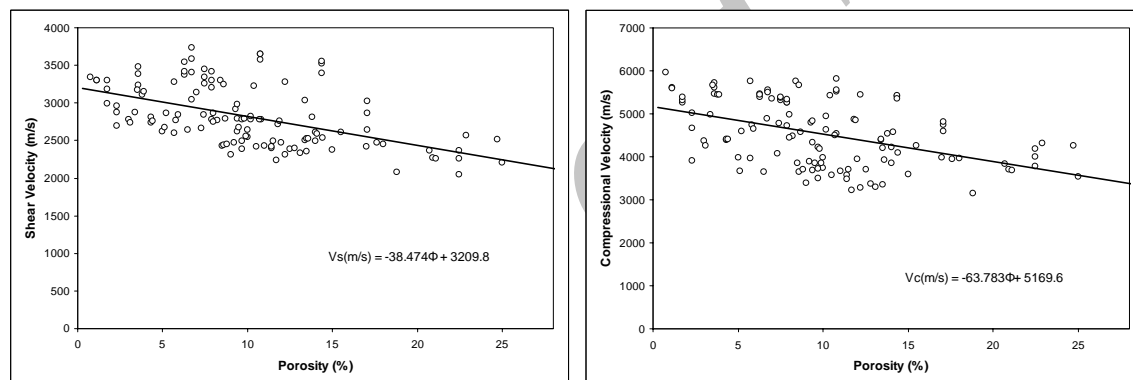 4000
3500
3000
2500
2000
1500
1000
500
0
Shear Velocity (m/s)
Vs(m/s) = -38.474Φ + 3209.8
0 5 10 15 20 25
Porosity (%)
7000
6000
5000
4000
3000
2000
1000
0
Compressional Velocity (m/s)
Vc(m/s) = -63.783Φ+ 5169.6
0 5 10 15 20 25
Porosity (%)